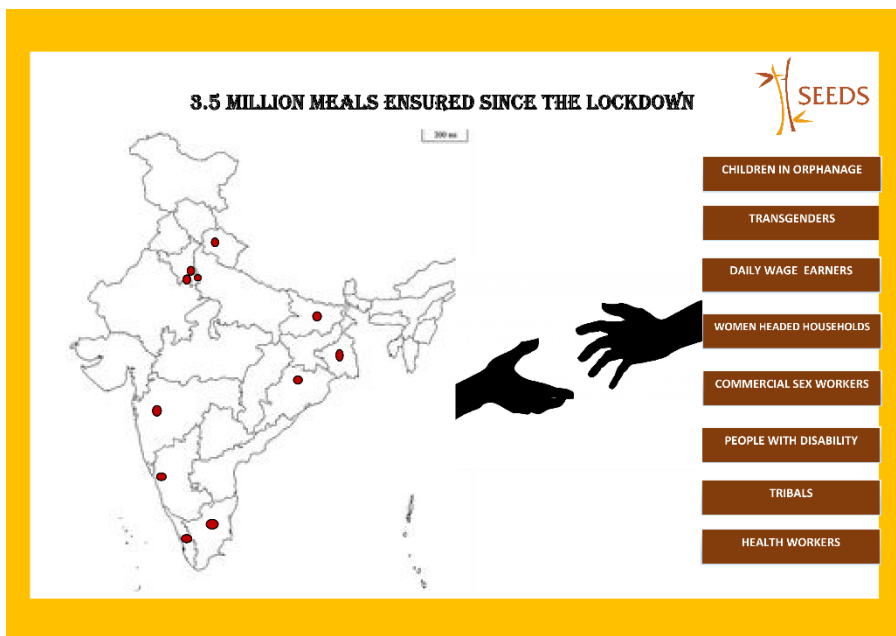 3.5 MILLION MEALS ENSURED SINCE THE LOCKDOWN
SEEDS
CHILDREN IN ORPHANAGE
TRANSGENDERS
DAILY WAGE EARNERS
WOMEN HEADED HOUSEHOLDS
COMMERCIAL SEX WORKERS
PEOPLE WITH DISABILITY
TRIBALS
HEALTH WORKERS